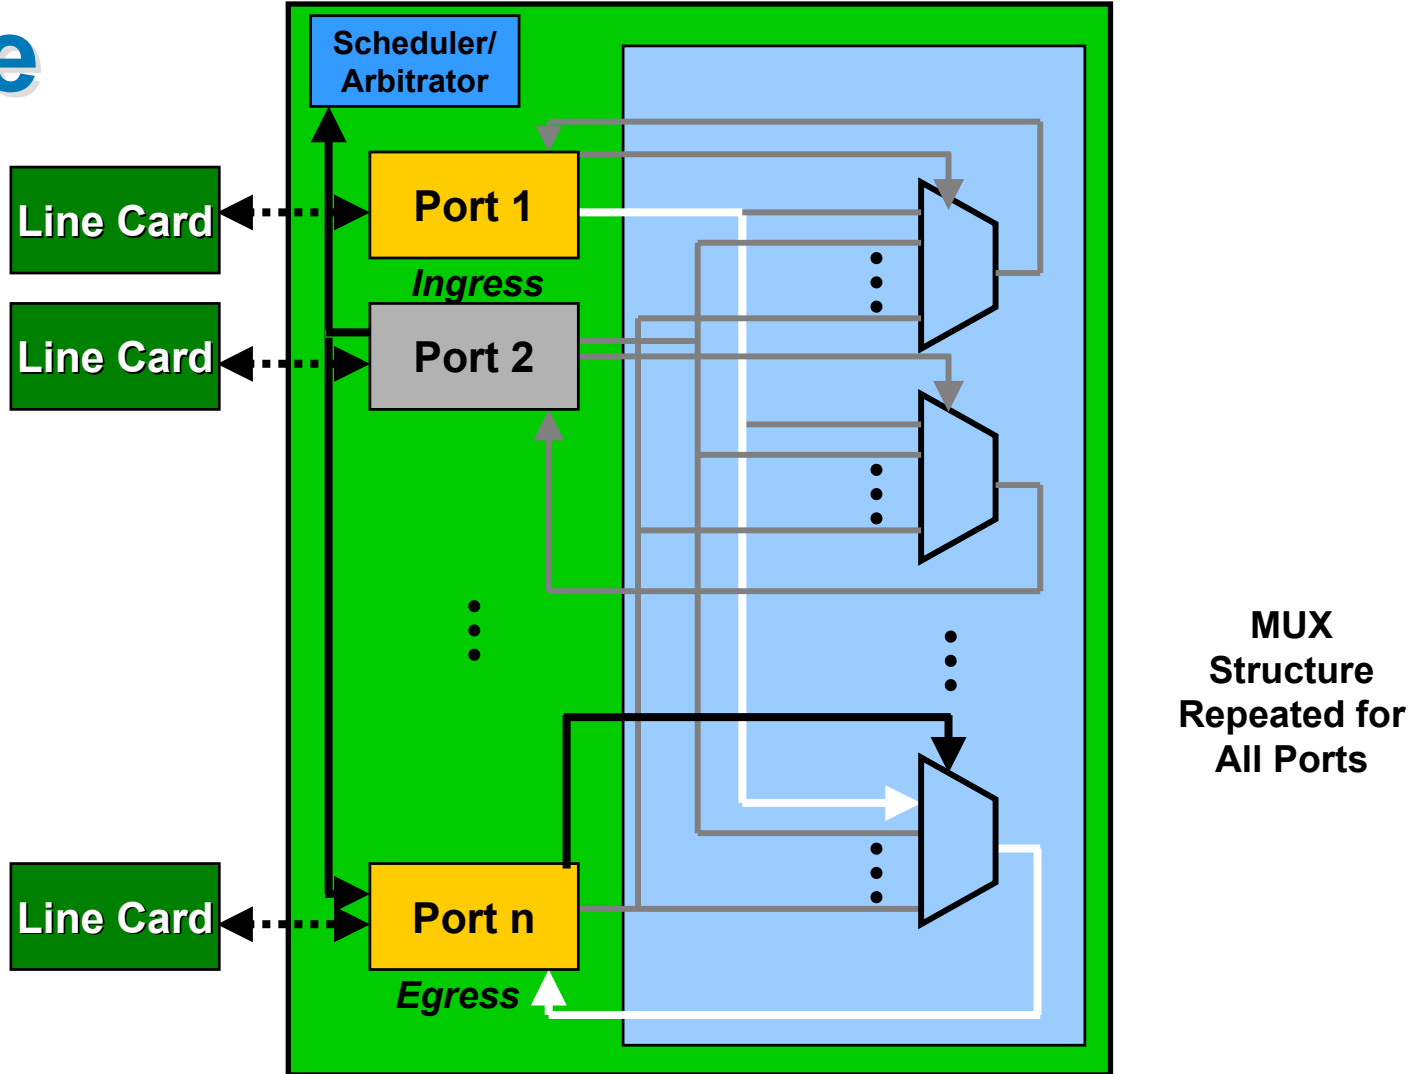 e
Scheduler/
Arbitrator
Line Card
Port 1
Ingress
Line Card
Port 2
MUX
Structure
Repeated for
All Ports
Line Card
Port n
Egress